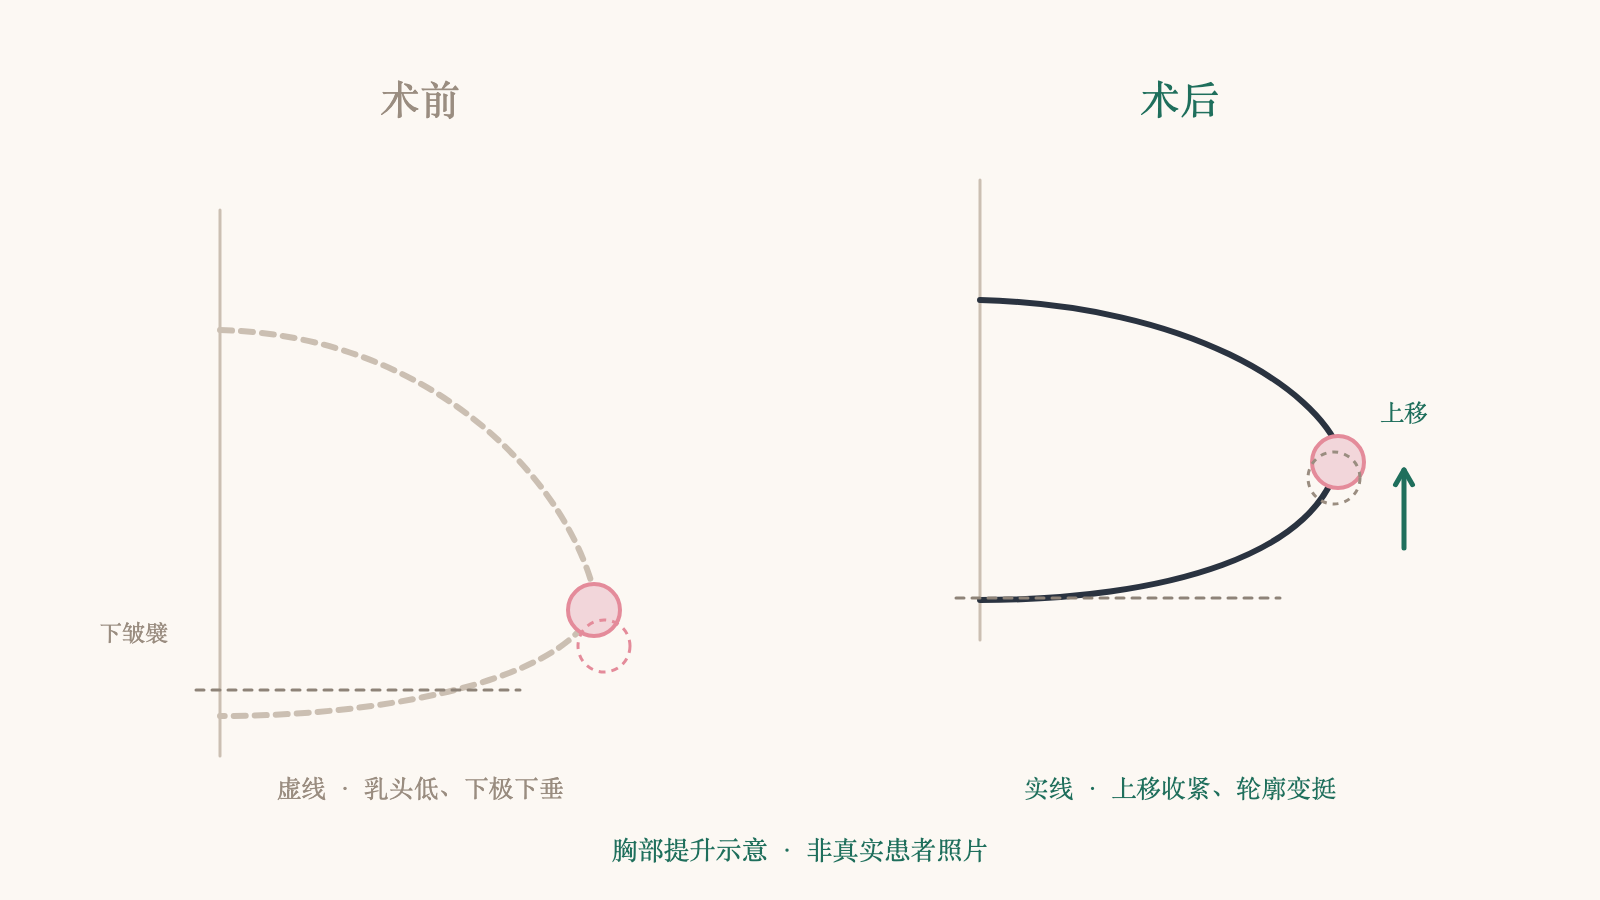 术前
术后
上移
下皱襞
虚线 · 乳头低、下极下垂
实线 · 上移收紧、轮廓变挺
胸部提升示意 · 非真实患者照片